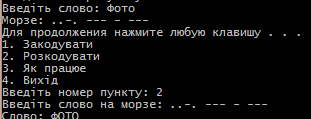 Введіть слово: Фото
Морзе: ..-. --- - ---
Для продолжения нажмите любую клавишу . . .
1. Закодувати
2. Розкодувати
3. Як працює
4. Вихід
Введіть номер пункту: 2
Введіть слово на морзе: ..-. --- - ---
Слово: ФОТО